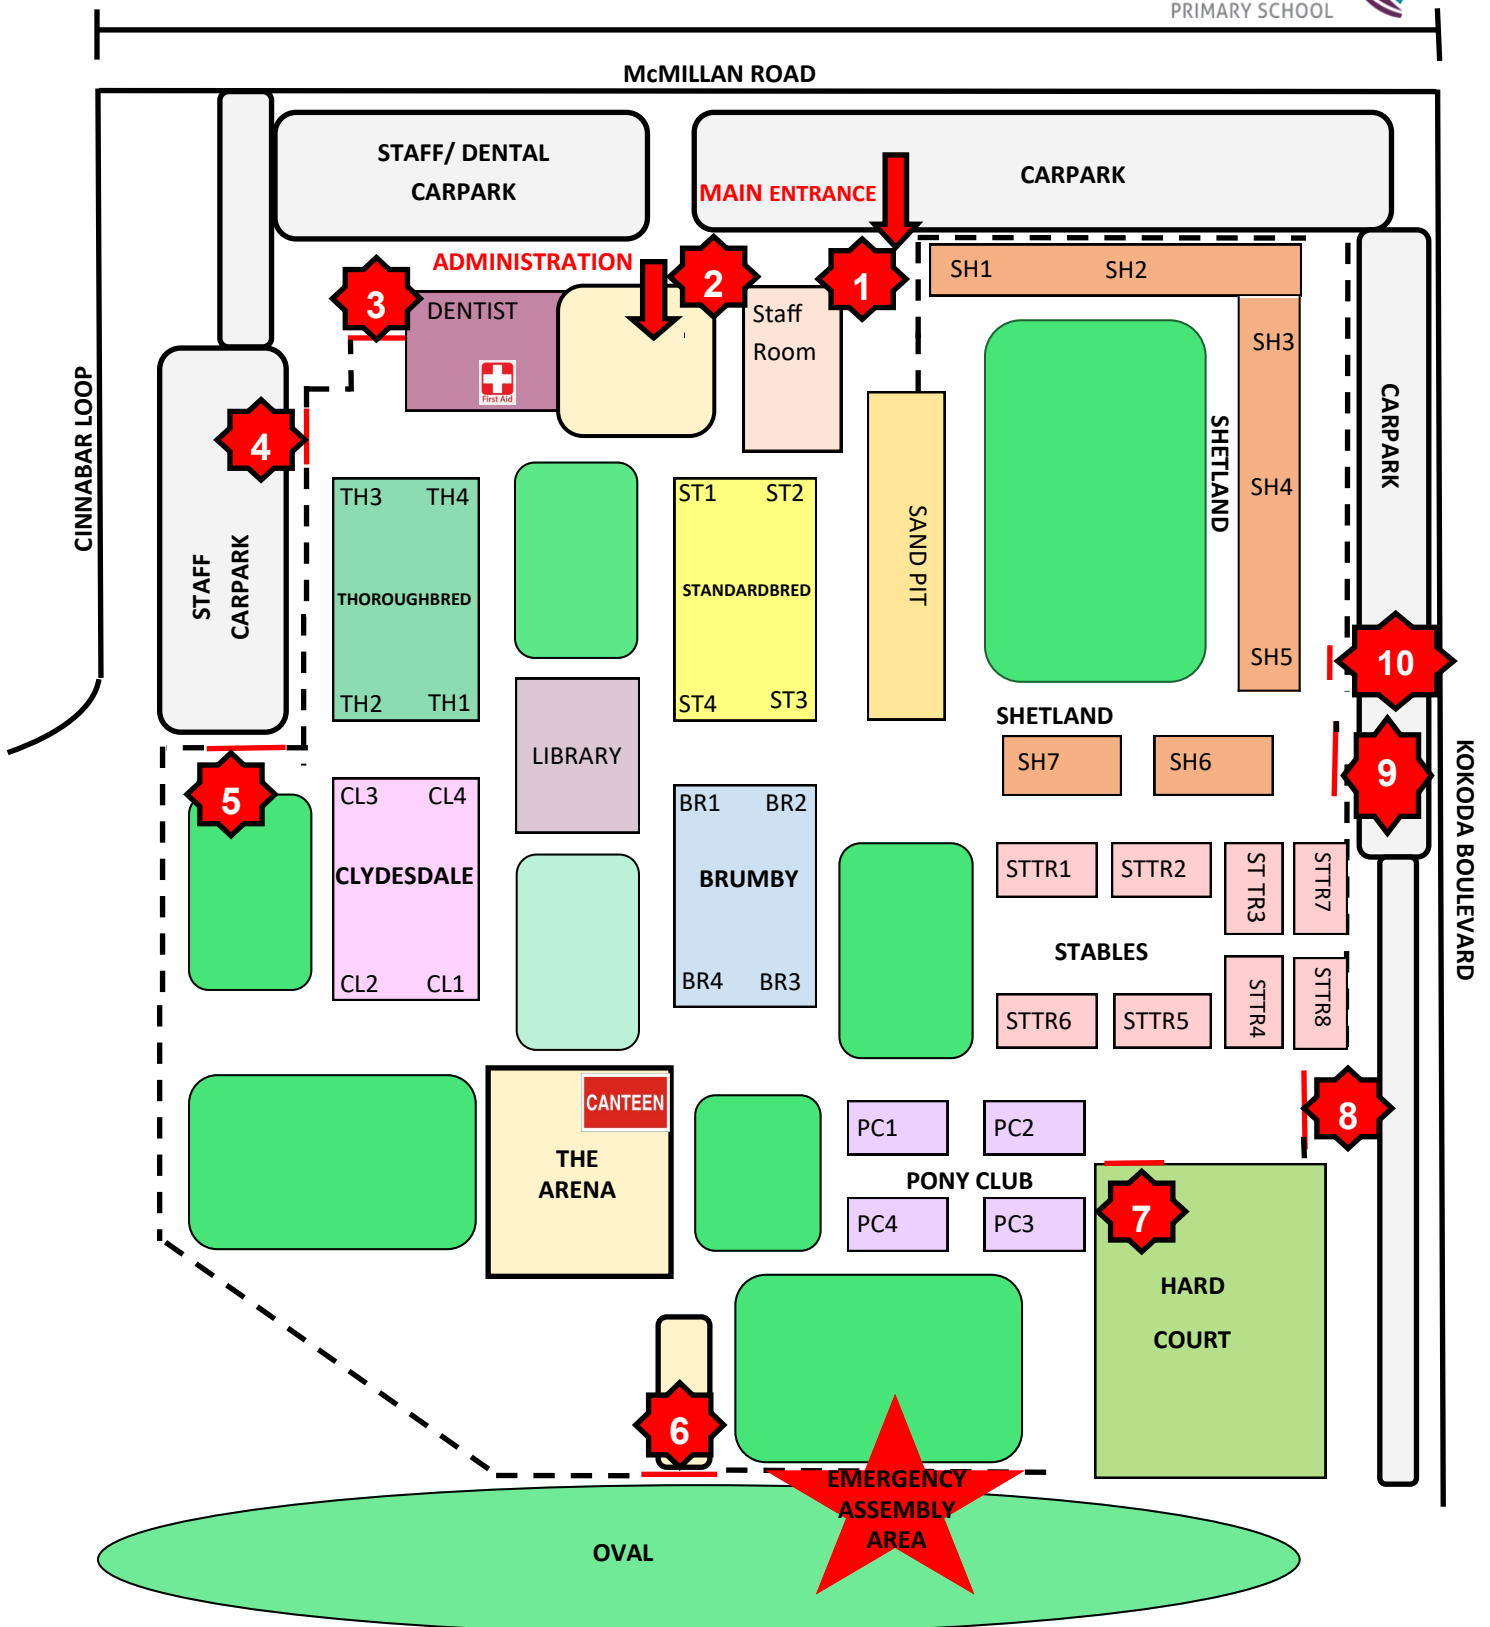 PRIMARY SCHOOL
McMILLAN ROAD
STAFF/ DENTAL
CARPARK
MAIN ENTRANCE
CARPARK
ADMINISTRATION
1
2
3
DENTIST
First Aid
Staff
Room
SH1
SH2
SH3
SH4
SH5
SHETLAND
CARPARK
CINNABAR LOOP
4
STAFF
CARPARK
TH3
TH4
THOROUGHBRED
TH2
TH1
ST1
ST2
STANDARDBRED
ST4
ST3
SAND PIT
10
SHETLAND
SH7
SH6
9
KOKODA BOULEVARD
LIBRARY
5
CL3
CL4
CLYDESDALE
CL2
CL1
BR1
BR2
BRUMBY
BR4
BR3
STTR1
STTR2
ST TR3
STTR7
STABLES
STTR6
STTR5
STTR4
STTR8
CANTEEN
THE
ARENA
PC1
PC2
PONY CLUB
PC4
PC3
8
7
HARD
COURT
6
EMERGENCY
ASSEMBLY
AREA
OVAL